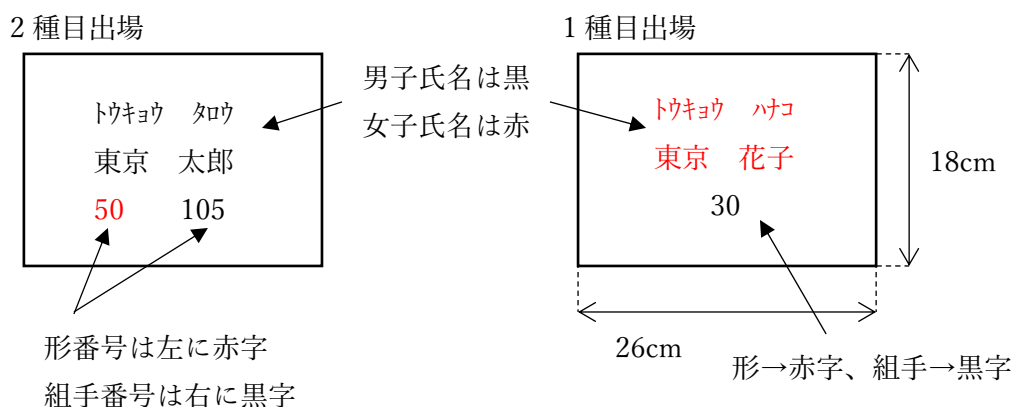 2 種目出場
ﾄｳｷｮｳ ﾀﾛｳ
東京 太郎
50 105
形番号は左に赤字
組手番号は右に黒字
男子氏名は黒
女子氏名は赤
1 種目出場
ﾄｳｷｮｳ ﾊﾅｺ
東京 花子
30
18cm
26cm
形→赤字、組手→黒字